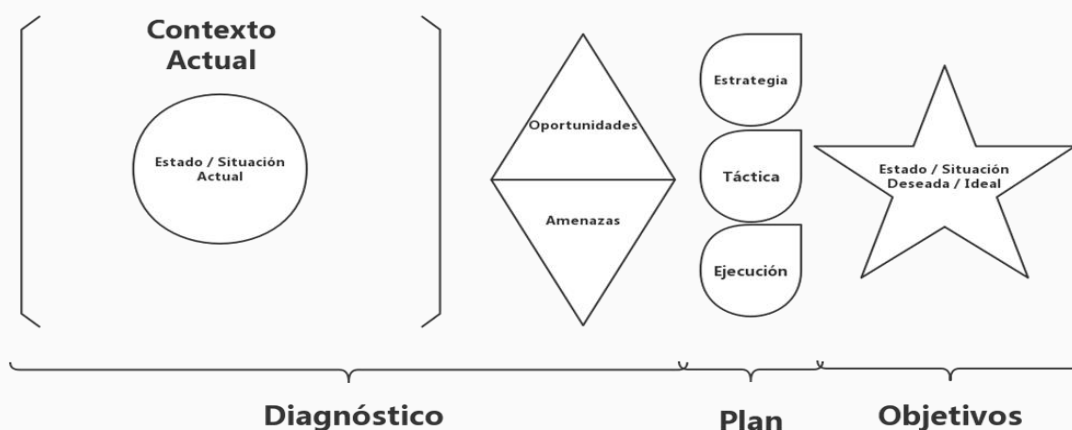 Contexto
Actual
Estado / Situación
Actual
Oportunidades
Amenazas
Estrategia
Táctica
Ejecución
Estado / Situación
Deseada / Ideal
Diagnóstico
Plan
Objetivos